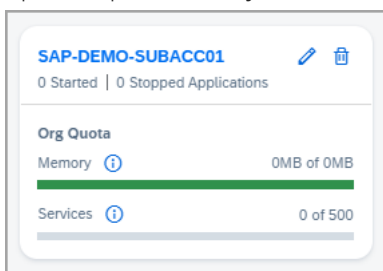 SAP-DEMO-SUBACC01
0 Started | 0 Stopped Applications
Org Quota
Memory 0MB of 0MB
Services 0 of 500